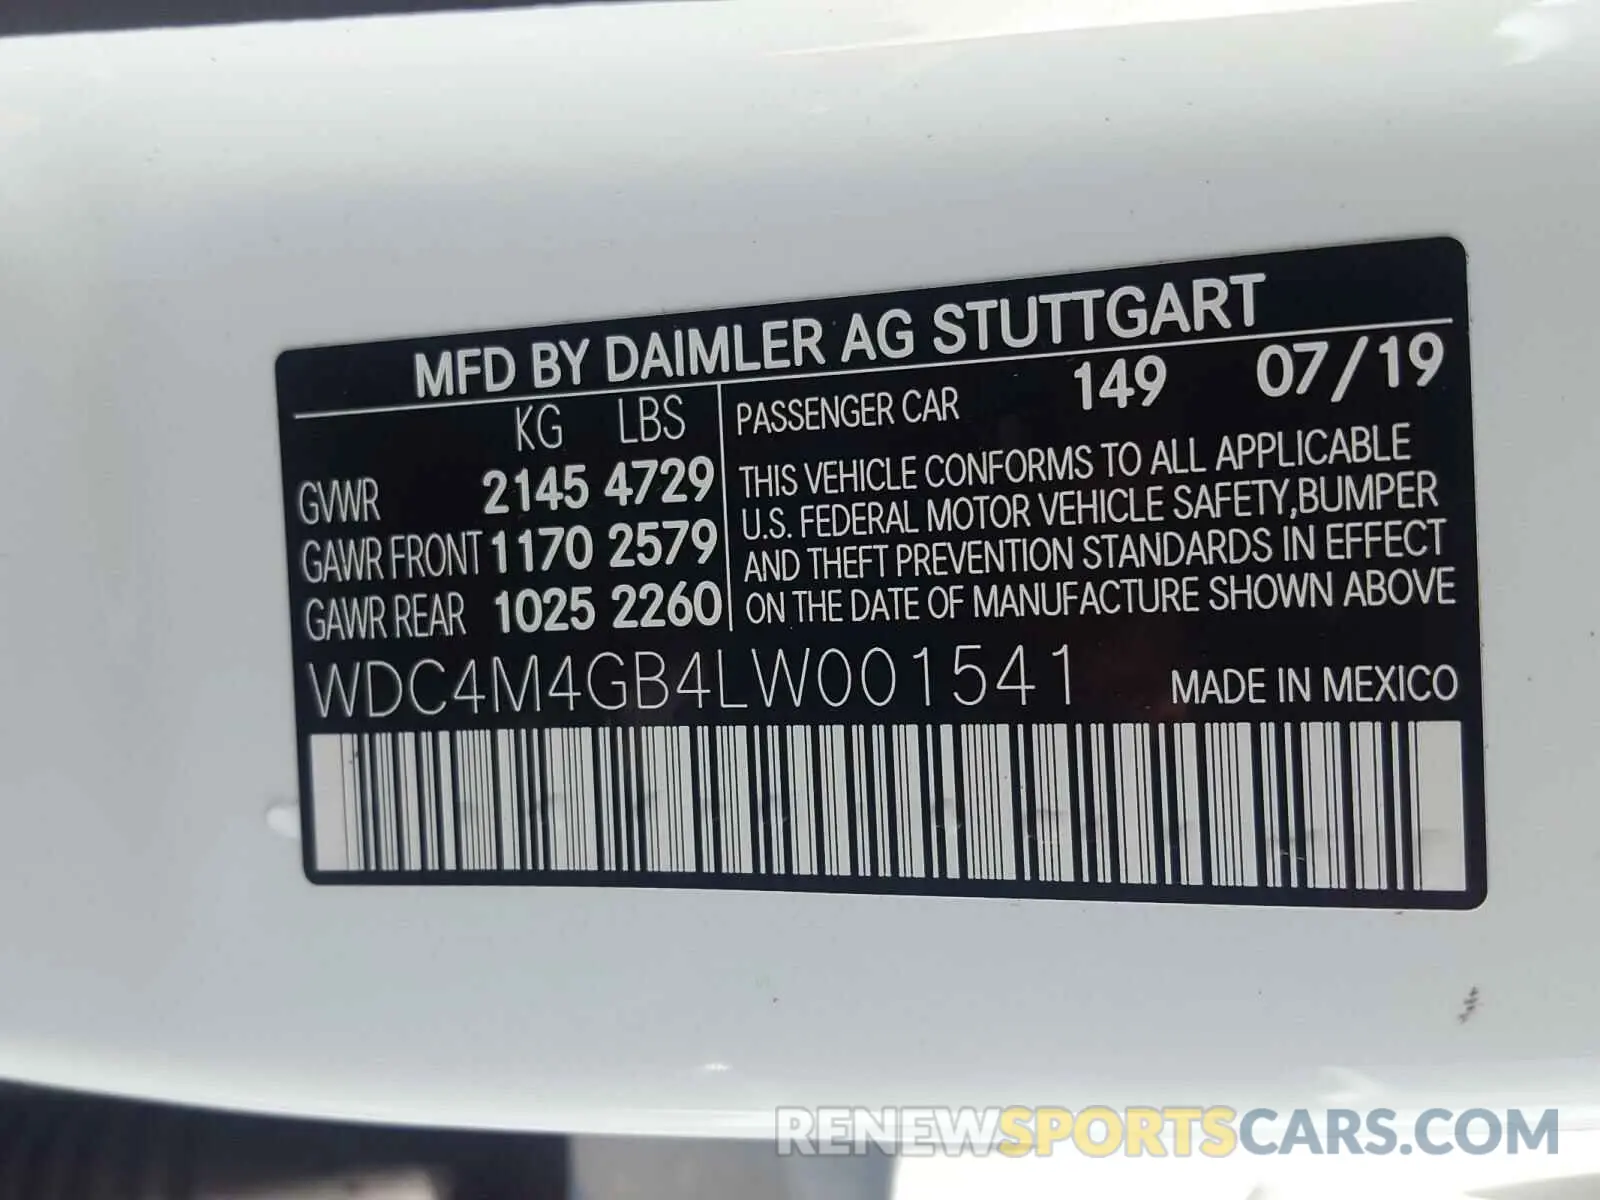 MFD BY DAIMLER AG STUTTGART
KG LBS
GVWR 2145 4729
GAWR FRONT 1170 2579
GAWR REAR 1025 2260
PASSENGER CAR 149 07/19
THIS VEHICLE CONFORMS TO ALL APPLICABLE
U.S. FEDERAL MOTOR VEHICLE SAFETY,BUMPER
AND THEFT PREVENTION STANDARDS IN EFFECT
ON THE DATE OF MANUFACTURE SHOWN ABOVE
WDC4M4GB4LW001541 MADE IN MEXICO
RENEWSPORTSCARS.COM